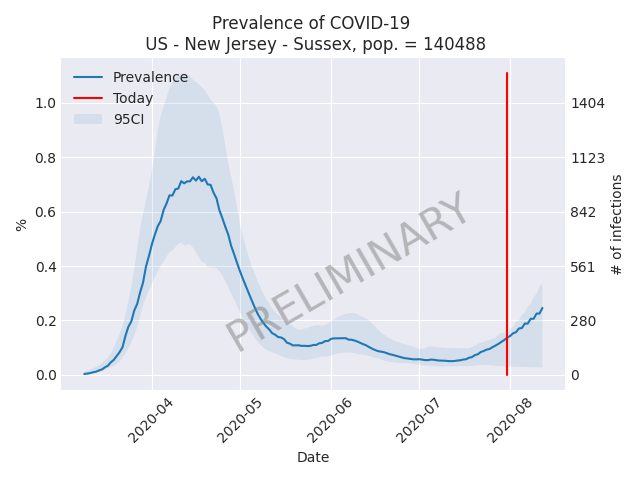 Prevalence of COVID-19
US - New Jersey - Sussex, pop. = 140488
Prevalence
Today
95CI
1.0
0.8
0.6
0.4
0.2
0.0
%
1404
1123
842
561
280
0
# of infections
PRELIMINARY
2020-04
2020-05
2020-06
2020-07
2020-08
Date